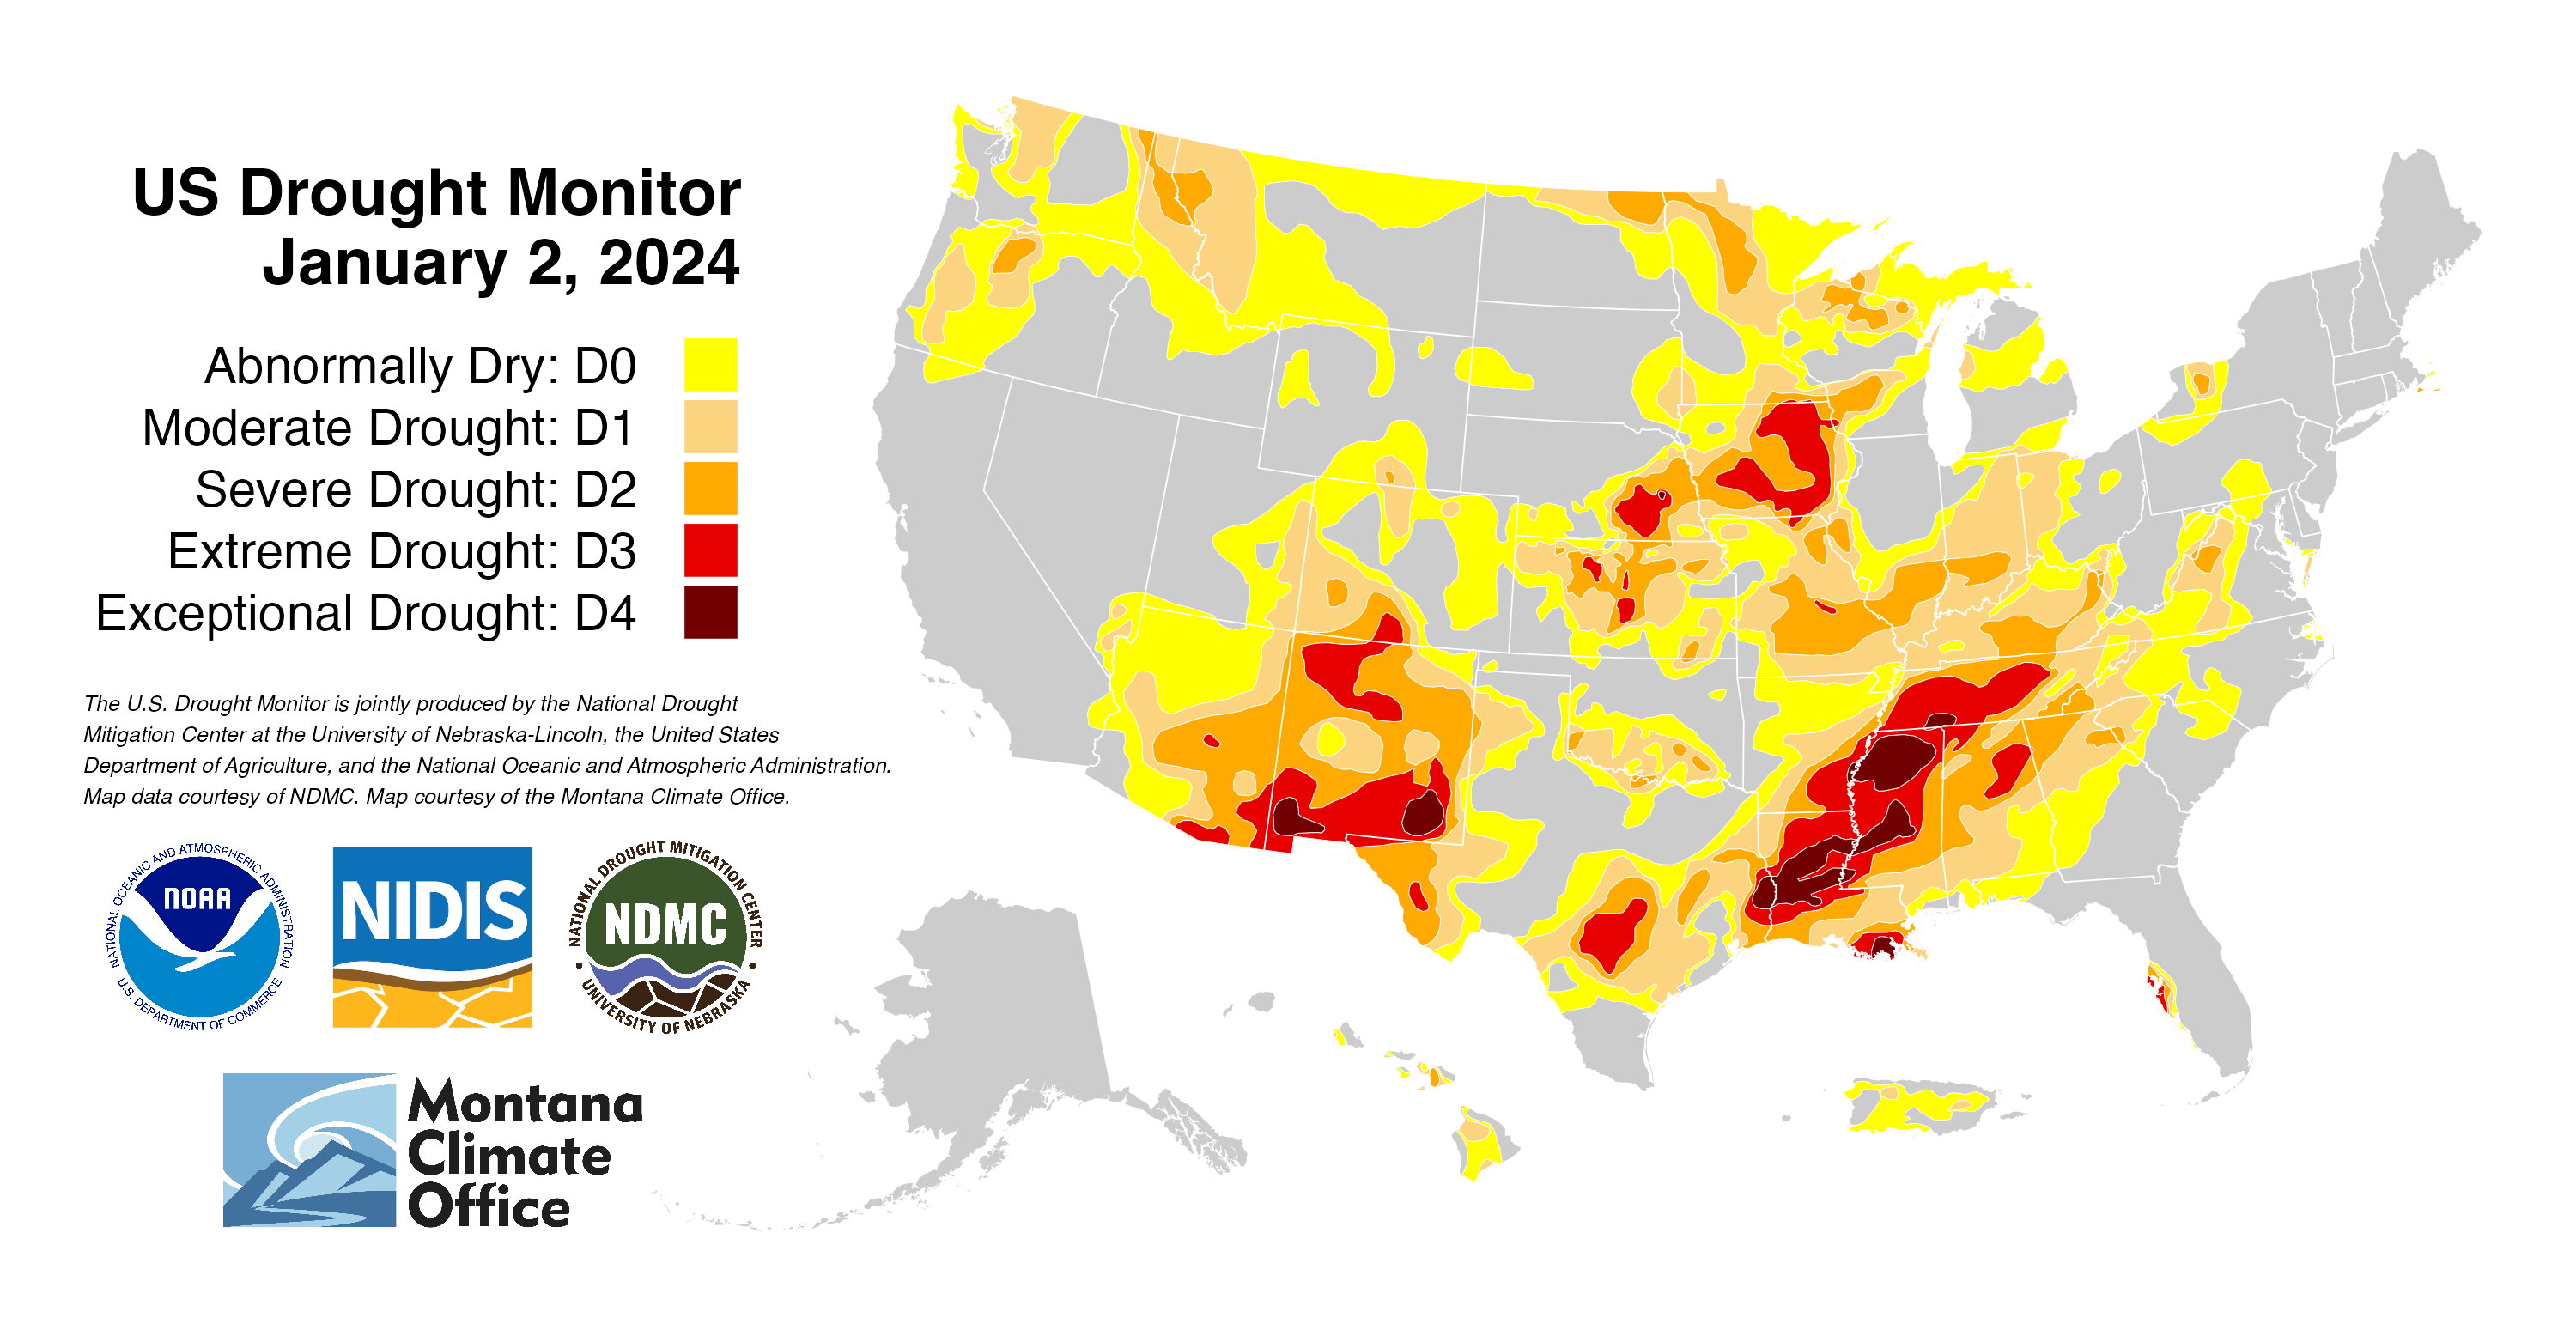 US Drought Monitor
January 2, 2024
Abnormally Dry: D0
Moderate Drought: D1
Severe Drought: D2
Extreme Drought: D3
Exceptional Drought: D4
The U.S. Drought Monitor is jointly produced by the National Drought
Mitigation Center at the University of Nebraska-Lincoln, the United States
Department of Agriculture, and the National Oceanic and Atmospheric Administration.
Map data courtesy of NDMC. Map courtesy of the Montana Climate Office.
NATIONAL OCEANIC AND ATMOSPHERIC ADMINISTRATION
NOAA
U.S. DEPARTMENT OF COMMERCE
NIDIS
NATIONAL DROUGHT MITIGATION CENTER
NDMC
UNIVERSITY OF NEBRASKA
Montana
Climate
Office